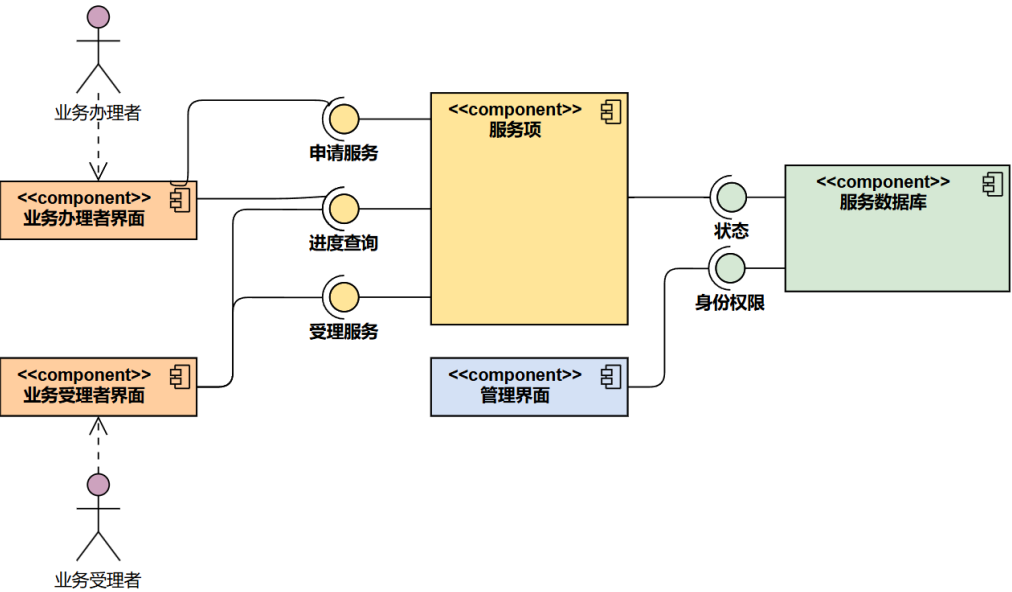 业务办理者
<<component>>
业务办理者界面
申请服务
进度查询
受理服务
<<component>>
服务项
<<component>>
服务数据库
状态
身份权限
<<component>>
业务受理者界面
<<component>>
管理界面
业务受理者